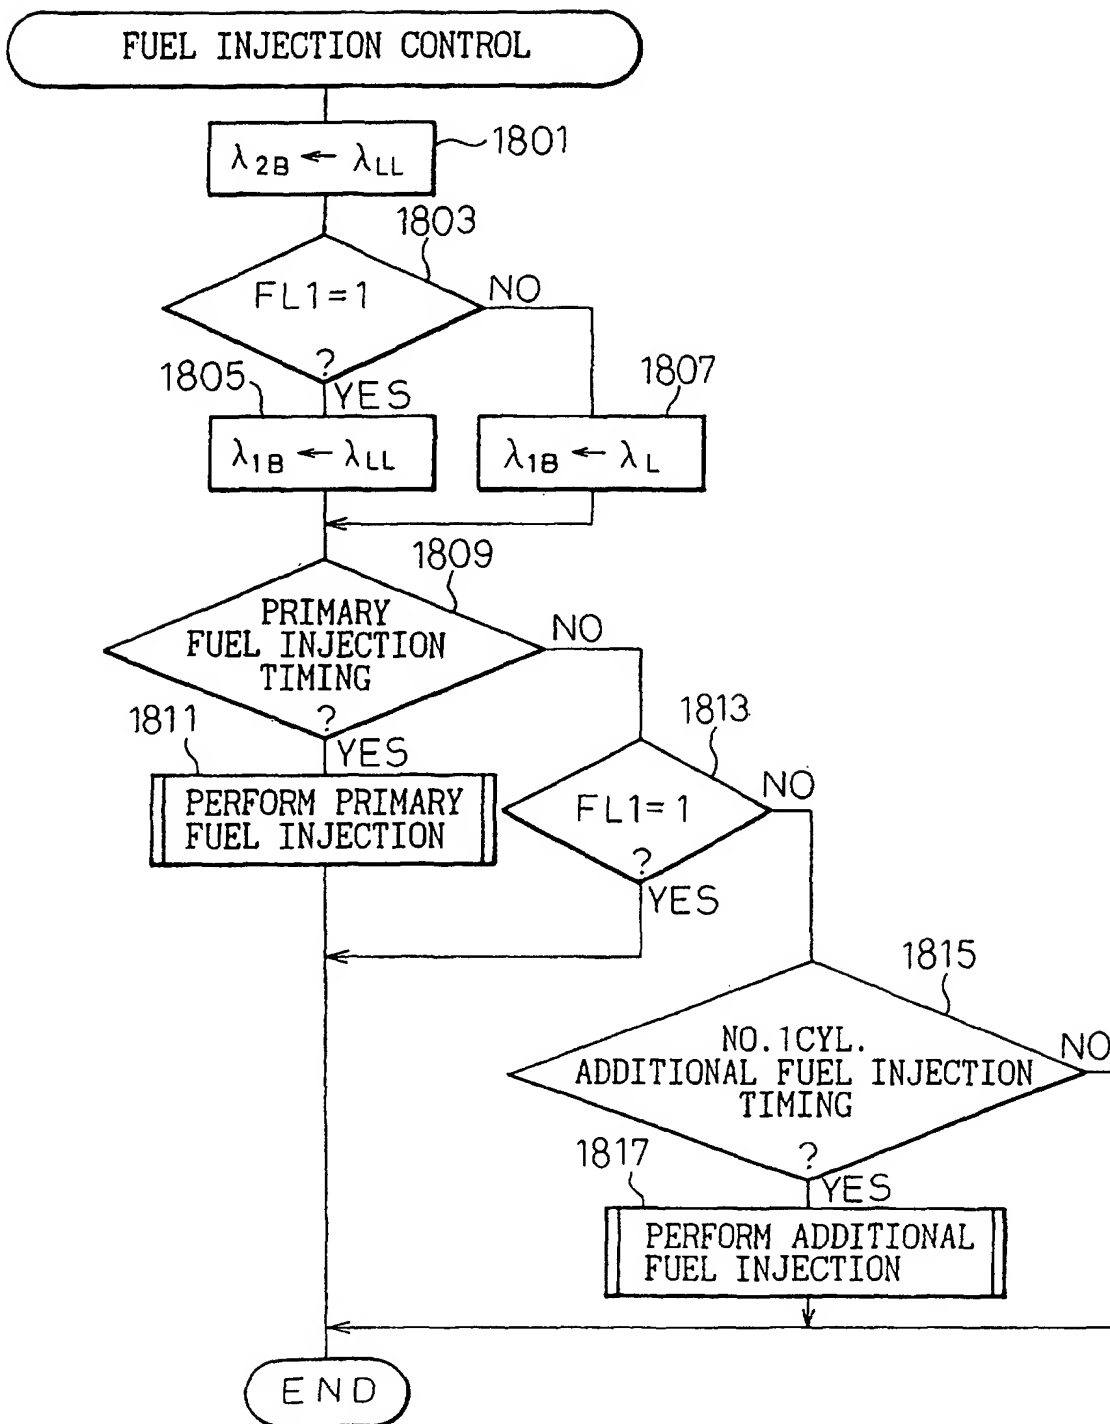 FUEL INJECTION CONTROL
1801
λ2B ← λLL
1803
FL1=1
?
NO
YES
1805
λ1B ← λLL
1807
λ1B ← λL
1809
PRIMARY
FUEL INJECTION
TIMING
?
NO
YES
1811
PERFORM PRIMARY
FUEL INJECTION
1813
FL1=1
?
NO
YES
1815
NO.1CYL.
ADDITIONAL FUEL INJECTION
TIMING
?
NO
YES
1817
PERFORM ADDITIONAL
FUEL INJECTION
END